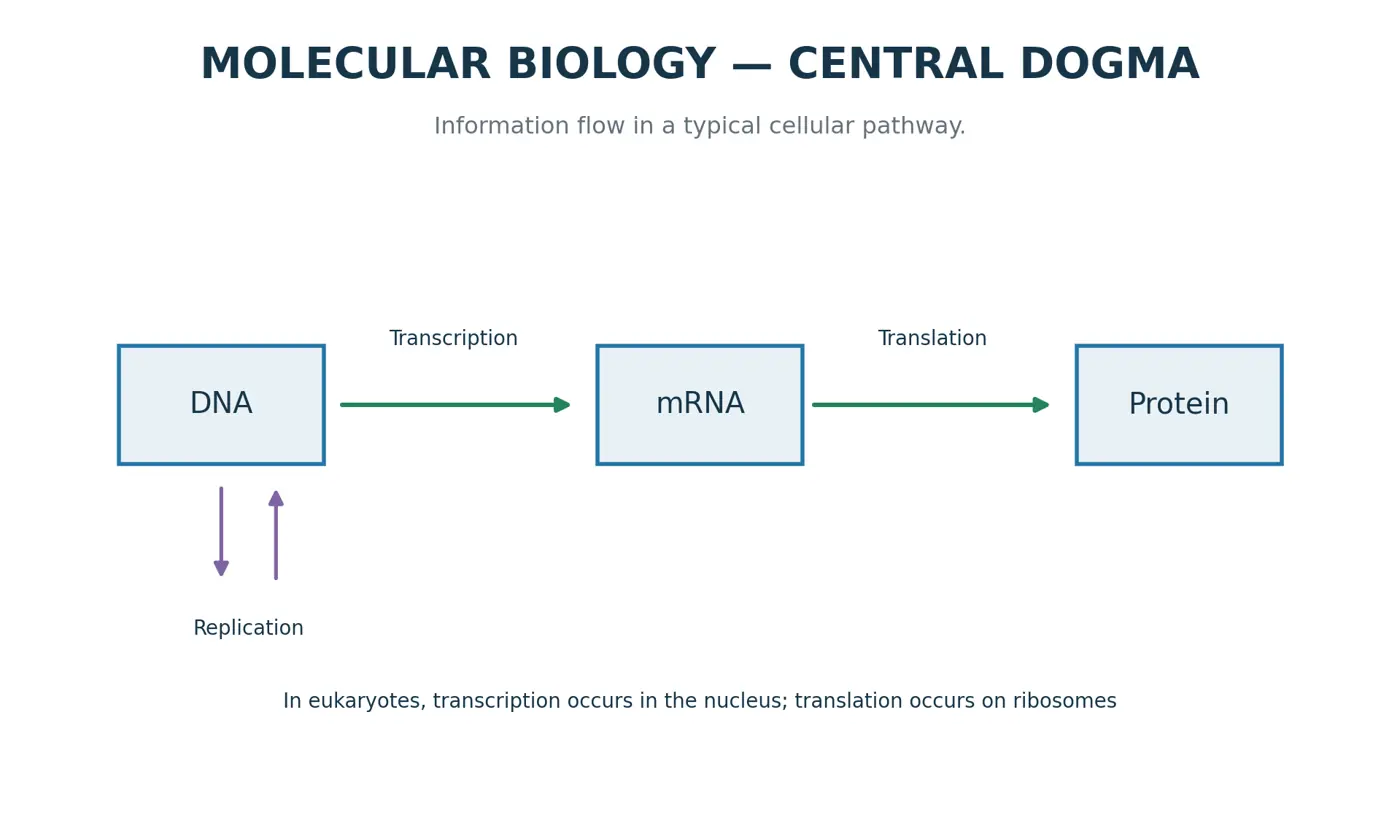 MOLECULAR BIOLOGY — CENTRAL DOGMA
Information flow in a typical cellular pathway.
Transcription
Translation
DNA
mRNA
Protein
Replication
In eukaryotes, transcription occurs in the nucleus; translation occurs on ribosomes